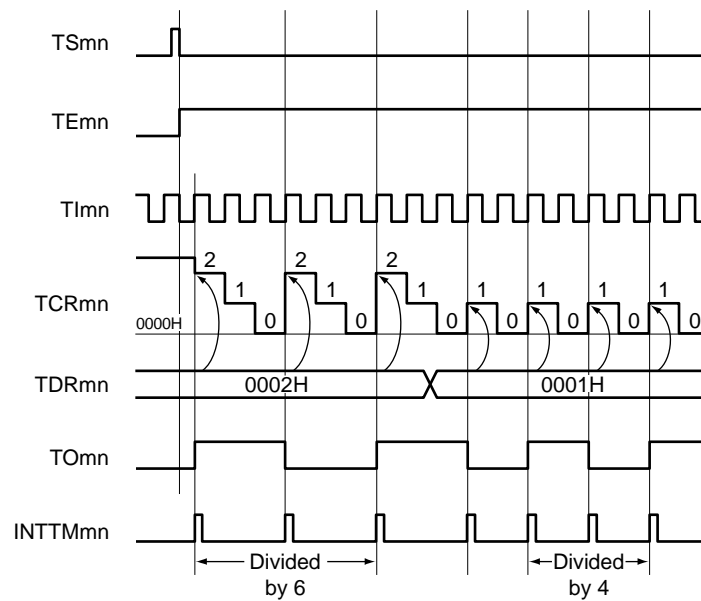 TSmn
TEmn
TImn
TCRmn
2 2 2
1 1 1 1 1 1 1
0 0 0 0 0 0 0
0000H
TDRmn
0002H 0001H
TOmn
INTTMmn
Divided by 6
Divided by 4